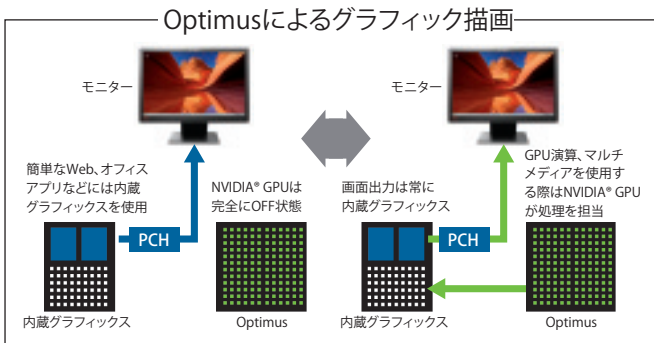 Optimusによるグラフィック描画
モニター
簡単なWeb、オフィス
アプリなどには内蔵
グラフィックスを使用
NVIDIA® GPUは
完全にOFF状態
PCH
内蔵グラフィックス
Optimus
モニター
画面出力は常に
内蔵グラフィックス
GPU演算、マルチ
メディアを使用す
る際はNVIDIA® GPU
が処理を担当
PCH
内蔵グラフィックス
Optimus